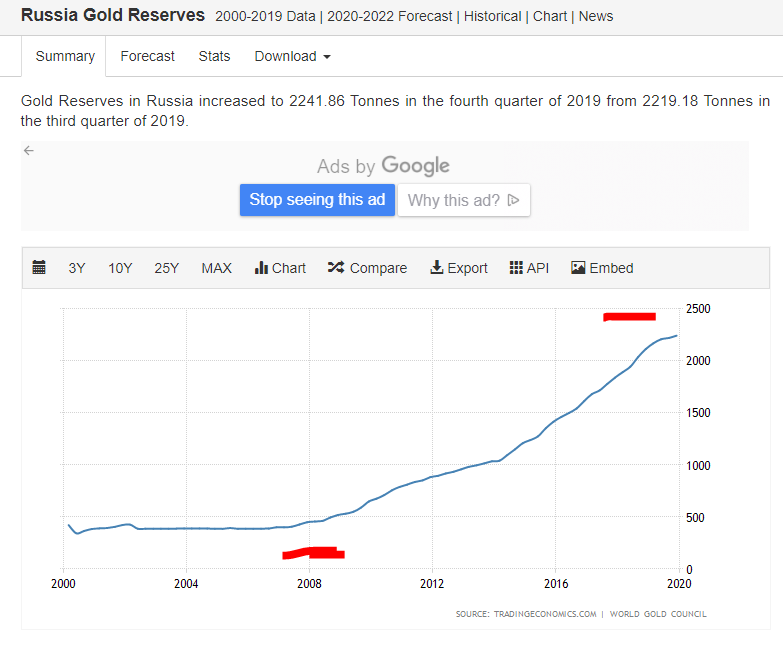 Russia Gold Reserves 2000-2019 Data | 2020-2022 Forecast | Historical | Chart | News
Summary Forecast Stats Download
Gold Reserves in Russia increased to 2241.86 Tonnes in the fourth quarter of 2019 from 2219.18 Tonnes in
the third quarter of 2019.
Ads by Google
Stop seeing this ad Why this ad?
3Y 10Y 25Y MAX Chart Compare Export API Embed
2500
2000
1500
1000
500
0
2000 2004 2008 2012 2016 2020
SOURCE: TRADINGECONOMICS.COM | WORLD GOLD COUNCIL